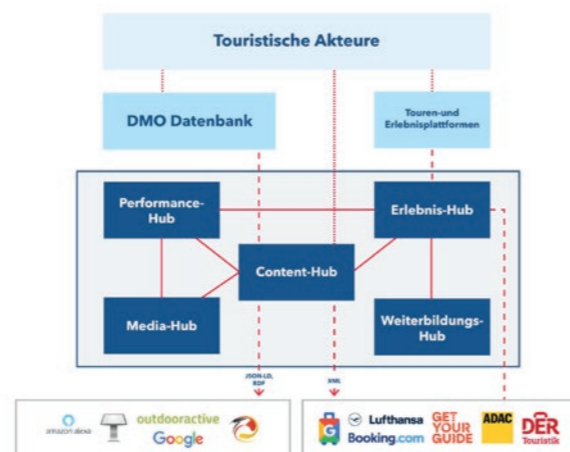 Touristische Akteure
DMO Datenbank
Touren-und
Erlebnisplattformen
Performance-
Hub
Erlebnis-Hub
Content-Hub
Media-Hub
Weiterbildungs-
Hub
JSON-LD,
RDF
XML
amazon alexa
outdooractive
Google
Lufthansa
Booking.com
GET
YOUR
GUIDE
ADAC
DER
Touristik